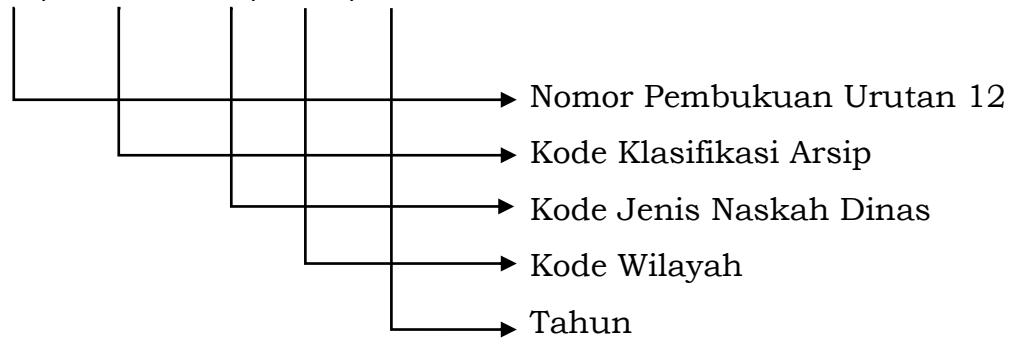 Nomor Pembukuan Urutan 12
Kode Klasifikasi Arsip
Kode Jenis Naskah Dinas
Kode Wilayah
Tahun